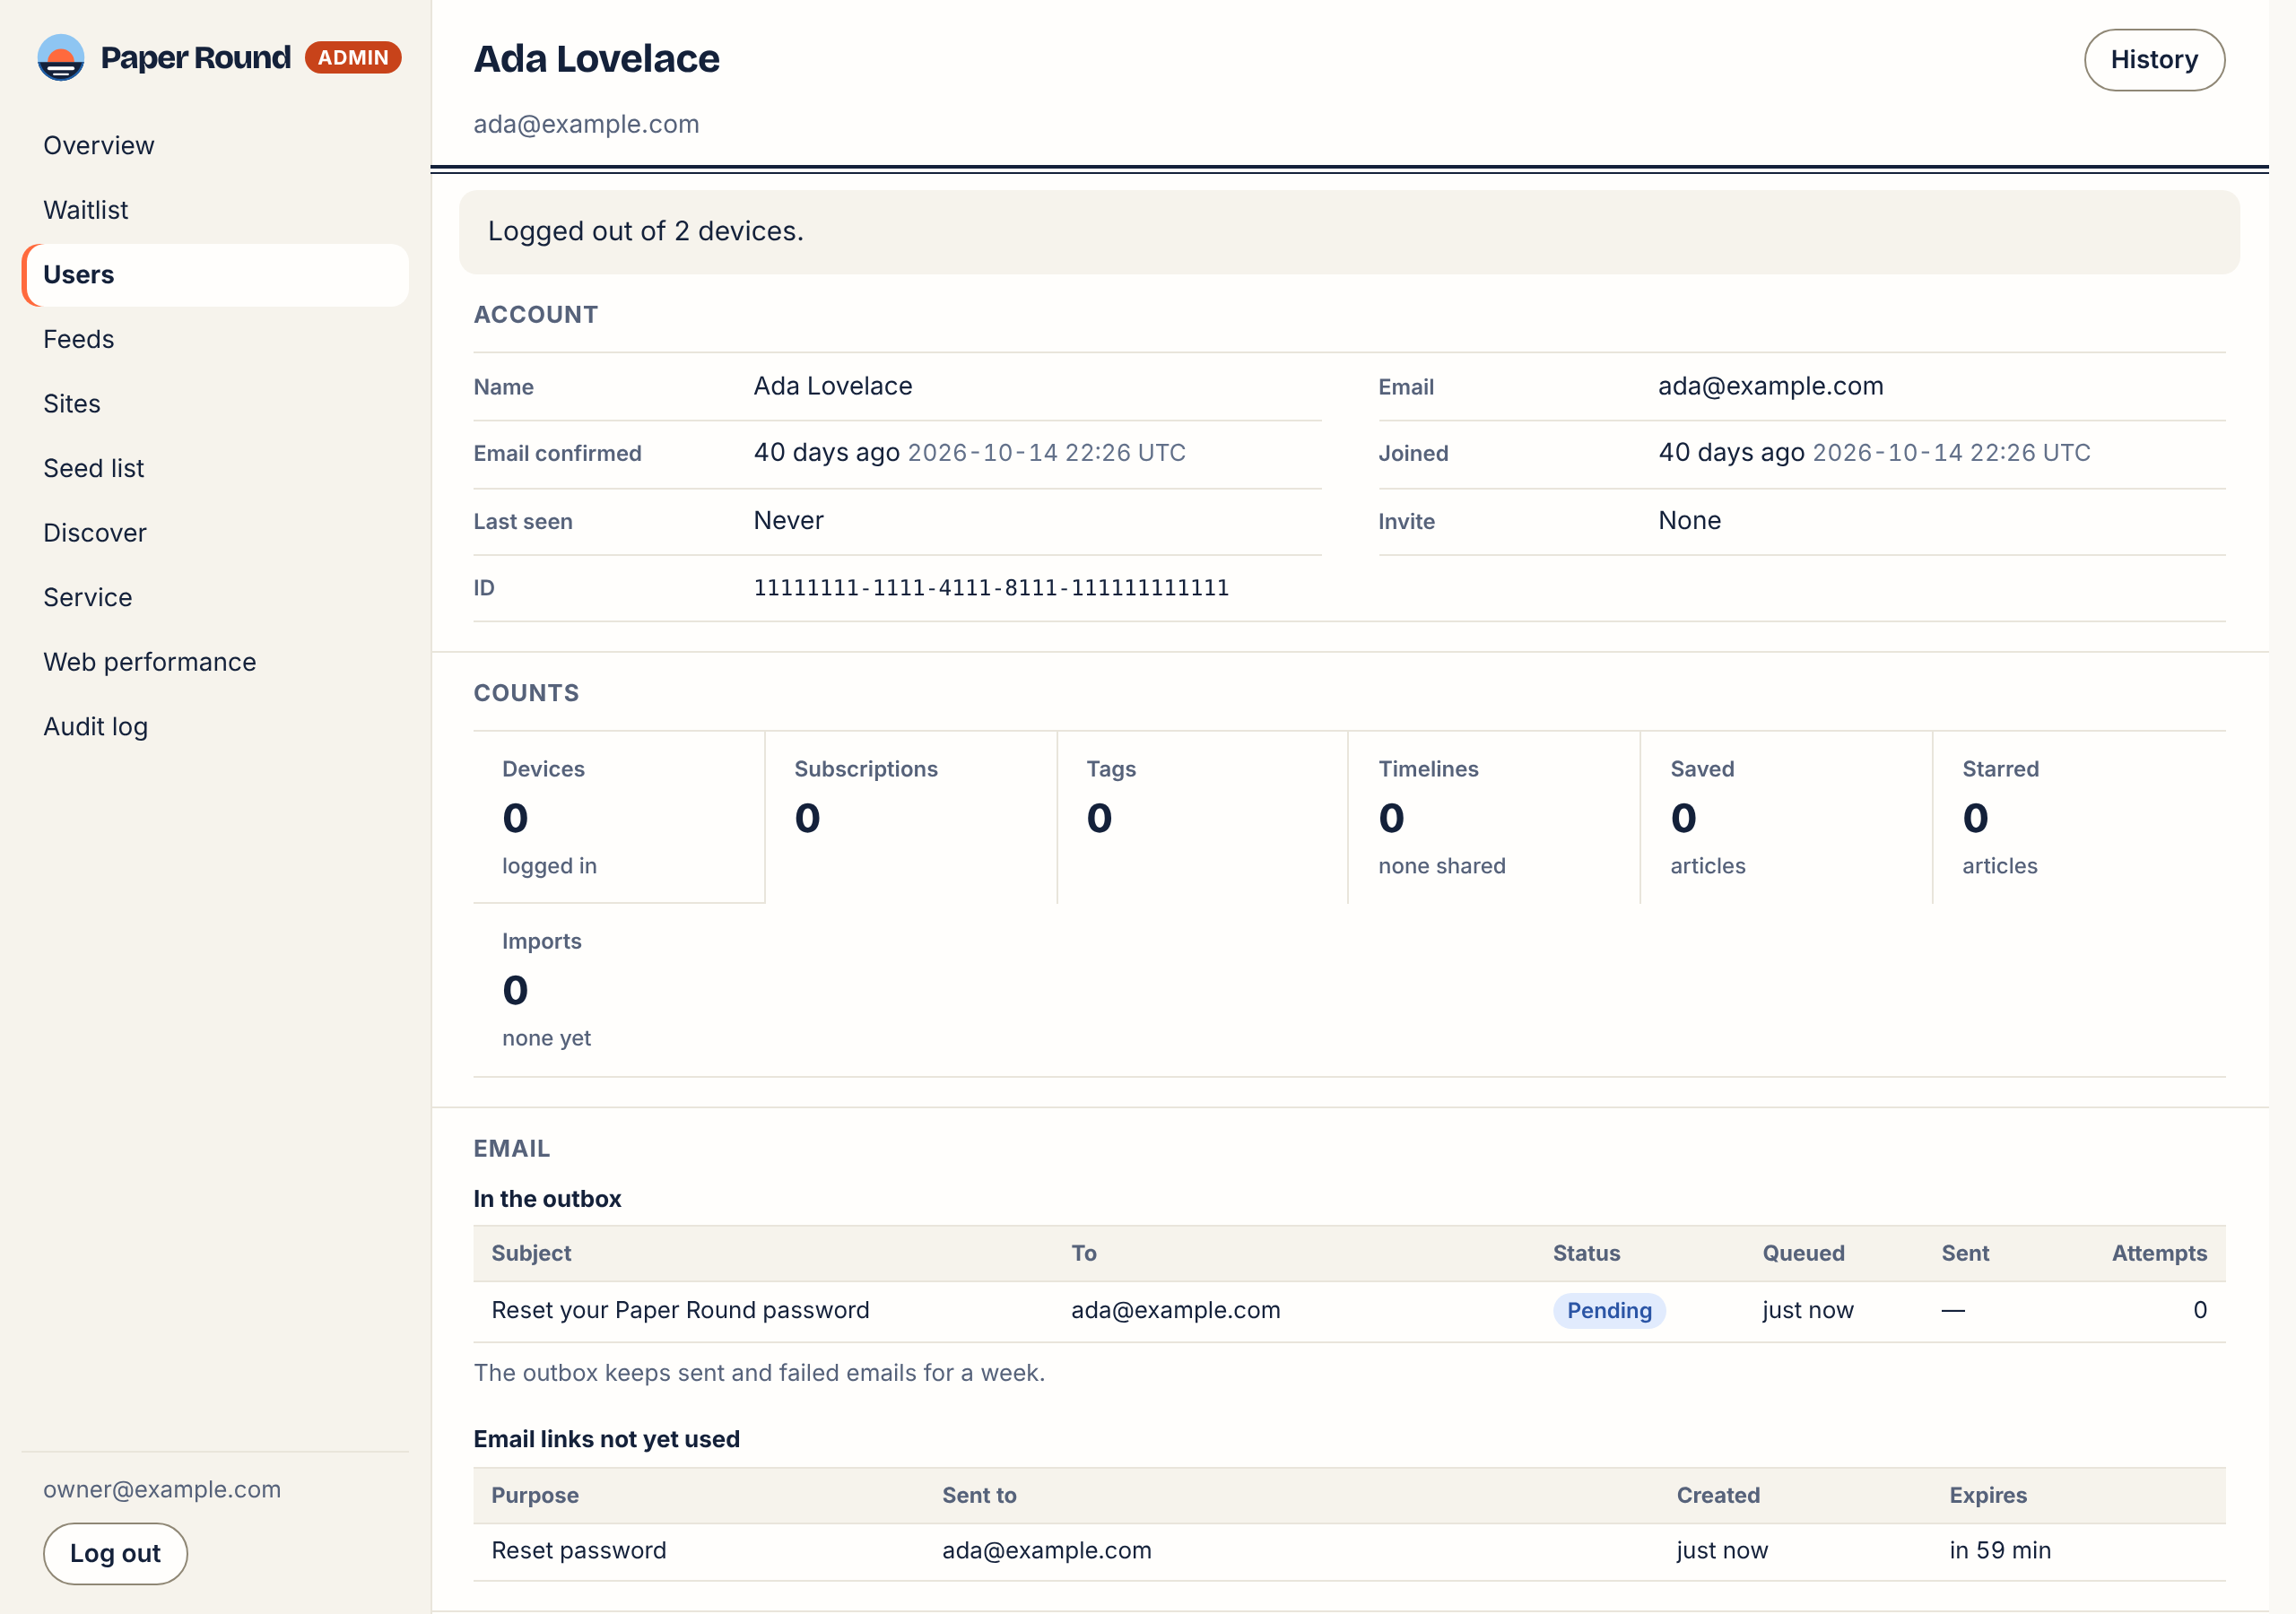 Paper Round ADMIN
Overview
Waitlist
Users
Feeds
Sites
Seed list
Discover
Service
Web performance
Audit log
owner@example.com
Log out
Ada Lovelace
History
ada@example.com
Logged out of 2 devices.
ACCOUNT
Name Ada Lovelace Email ada@example.com
Email confirmed 40 days ago 2026-10-14 22:26 UTC Joined 40 days ago 2026-10-14 22:26 UTC
Last seen Never Invite None
ID 11111111-1111-4111-8111-111111111111
COUNTS
Devices Subscriptions Tags Timelines Saved Starred
0 0 0 0 0 0
logged in none shared articles articles
Imports
0
none yet
EMAIL
In the outbox
Subject To Status Queued Sent Attempts
Reset your Paper Round password ada@example.com Pending just now — 0
The outbox keeps sent and failed emails for a week.
Email links not yet used
Purpose Sent to Created Expires
Reset password ada@example.com just now in 59 min